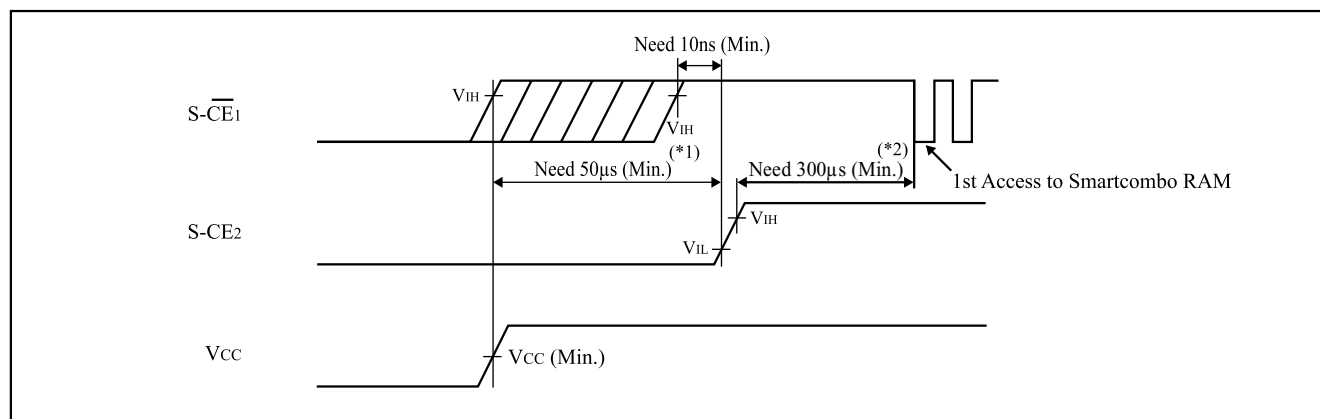 Need 10ns (Min.)
S-C̅E̅1
VIH
VIH
(*1)
(*2)
Need 50μs (Min.)
Need 300μs (Min.)
1st Access to Smartcombo RAM
S-CE2
VIH
VIL
VCC
VCC (Min.)